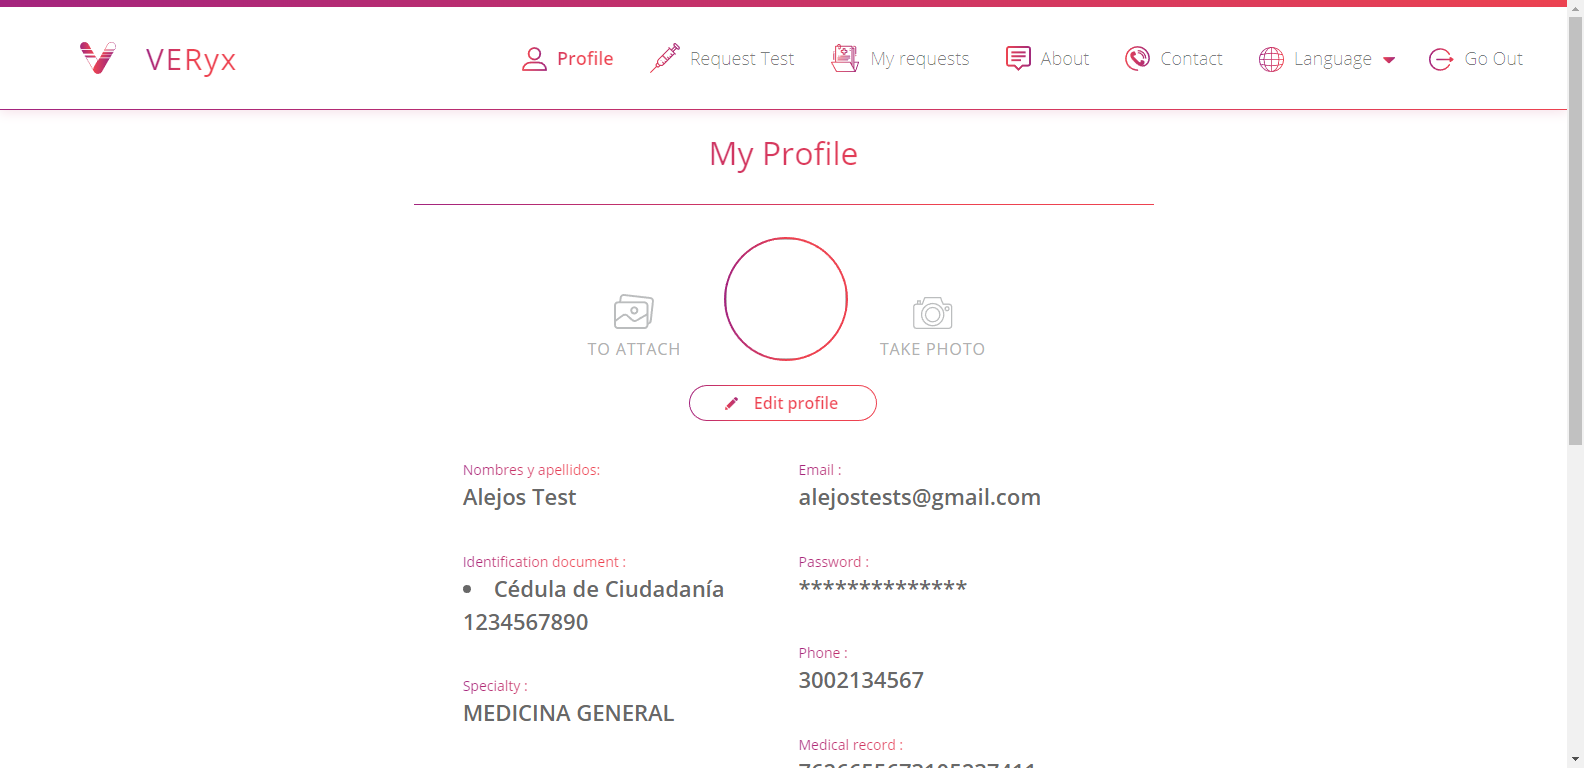 VERyx
Profile
Request Test
My requests
About
Contact
Language
Go Out
My Profile
TO ATTACH
TAKE PHOTO
Edit profile
Nombres y apellidos:
Alejos Test
Email :
alejostests@gmail.com
Identification document :
• Cédula de Ciudadanía
1234567890
Password :
**************
Phone :
3002134567
Specialty :
MEDICINA GENERAL
Medical record :